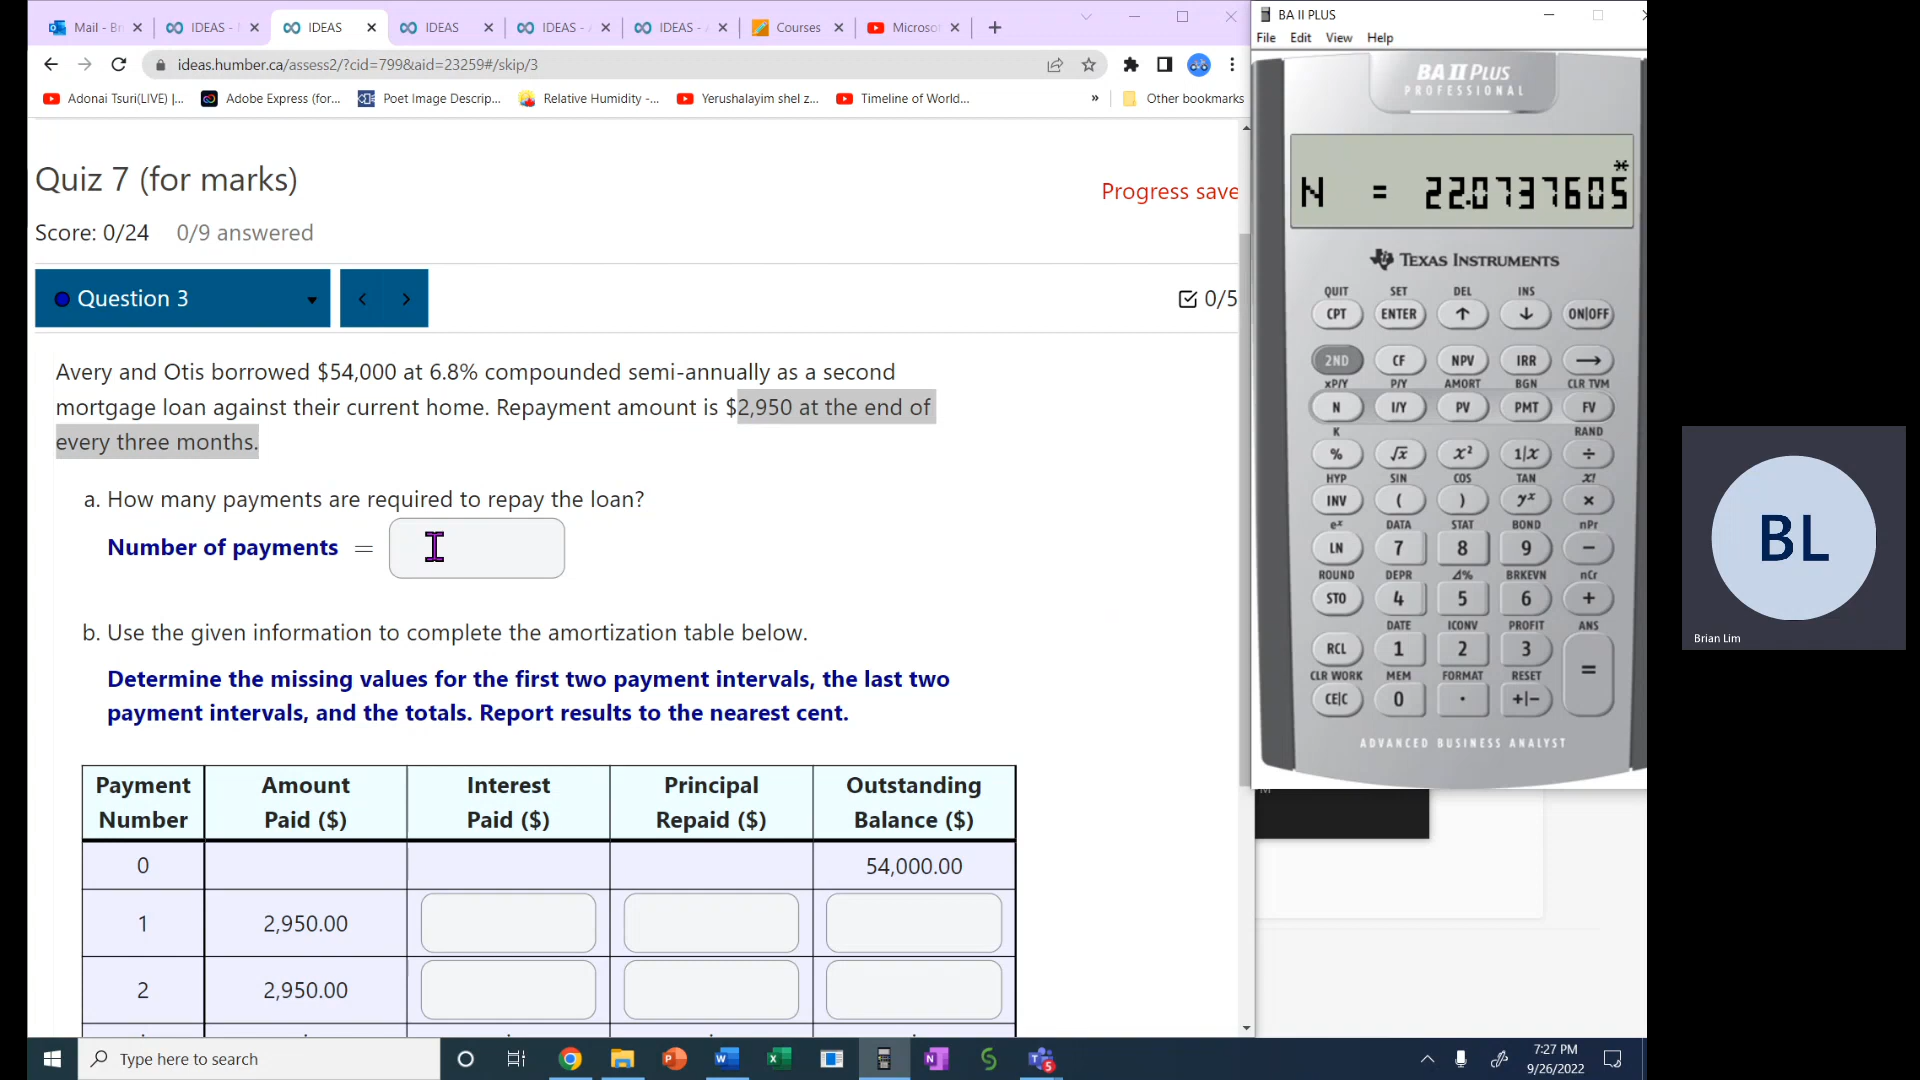 Mail - Bri
IDEAS -
IDEAS
IDEAS
IDEAS - A
IDEAS - A
Courses
Microso
ideas.humber.ca/assess2/?cid=799&aid=23259#/skip/3
Adonai Tsuri(LIVE) |...
Adobe Express (for...
Poet Image Descrip...
Relative Humidity -...
Yerushalayim shel z...
Timeline of World...
»
Other bookmarks
Quiz 7 (for marks)
Progress save
Score: 0/24 0/9 answered
Question 3
0/5
Avery and Otis borrowed $54,000 at 6.8% compounded semi-annually as a second
mortgage loan against their current home. Repayment amount is $2,950 at the end of
every three months.
a. How many payments are required to repay the loan?
Number of payments =
b. Use the given information to complete the amortization table below.
Determine the missing values for the first two payment intervals, the last two
payment intervals, and the totals. Report results to the nearest cent.
Payment Number Amount Paid ($) Interest Paid ($) Principal Repaid ($) Outstanding Balance ($)
0 54,000.00
1 2,950.00
2 2,950.00
Type here to search
7:27 PM
9/26/2022
BA II PLUS
File Edit View Help
BA II PLUS
PROFESSIONAL
*
N = 22.0737605
TEXAS INSTRUMENTS
QUIT SET DEL INS
CPT ENTER ↑ ↓ ON|OFF
2ND CF NPV IRR →
xP/Y P/Y AMORT BGN CLR TVM
N I/Y PV PMT FV
K RAND
% √x x² 1/x ÷
HYP SIN COS TAN x!
INV ( ) yˣ ×
eˣ DATA STAT BOND nPr
LN 7 8 9 −
ROUND DEPR Δ% BRKEVN nCr
STO 4 5 6 +
DATE ICONV PROFIT ANS
RCL 1 2 3 =
CLR WORK MEM FORMAT RESET
CE|C 0 . +|−
ADVANCED BUSINESS ANALYST
BL
Brian Lim